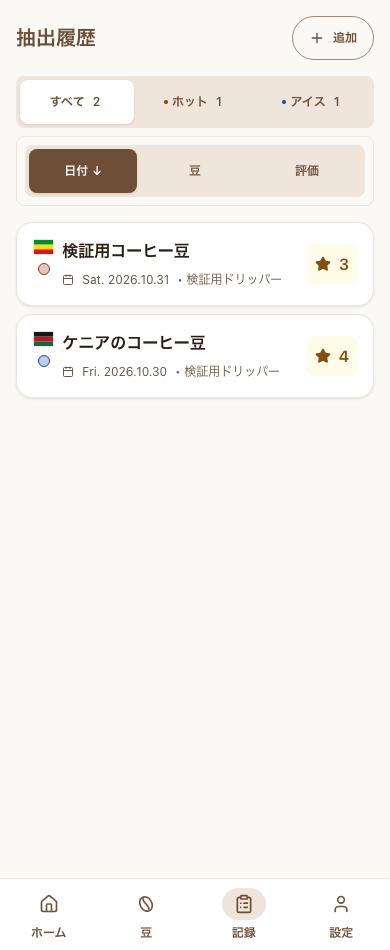 抽出履歴
追加
すべて 2
ホット 1
アイス 1
日付 ↓
豆
評価
検証用コーヒー豆
3
Sat. 2026.10.31 ・検証用ドリッパー
ケニアのコーヒー豆
4
Fri. 2026.10.30 ・検証用ドリッパー
ホーム
豆
記録
設定